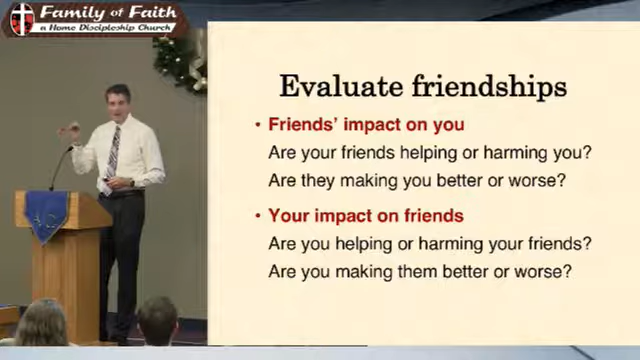 Family of Faith
a Home Discipleship Church
Evaluate friendships
• Friends' impact on you
Are your friends helping or harming you?
Are they making you better or worse?
• Your impact on friends
Are you helping or harming your friends?
Are you making them better or worse?